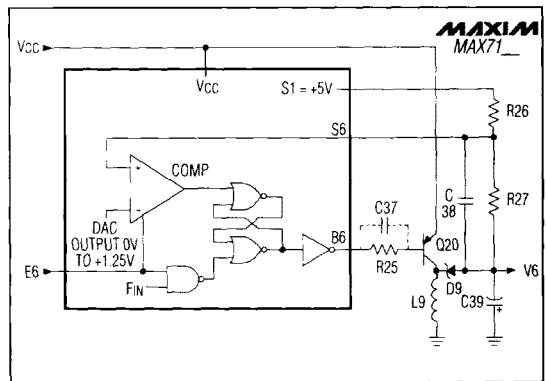 MAXIM
MAX71__
VCC
VCC
S1 = +5V
R26
S6
COMP
+
−
DAC
OUTPUT 0V
TO +1.25V
C
38
R27
C37
B6
Q20
R25
E6
FIN
D9
V6
L9
C39
+